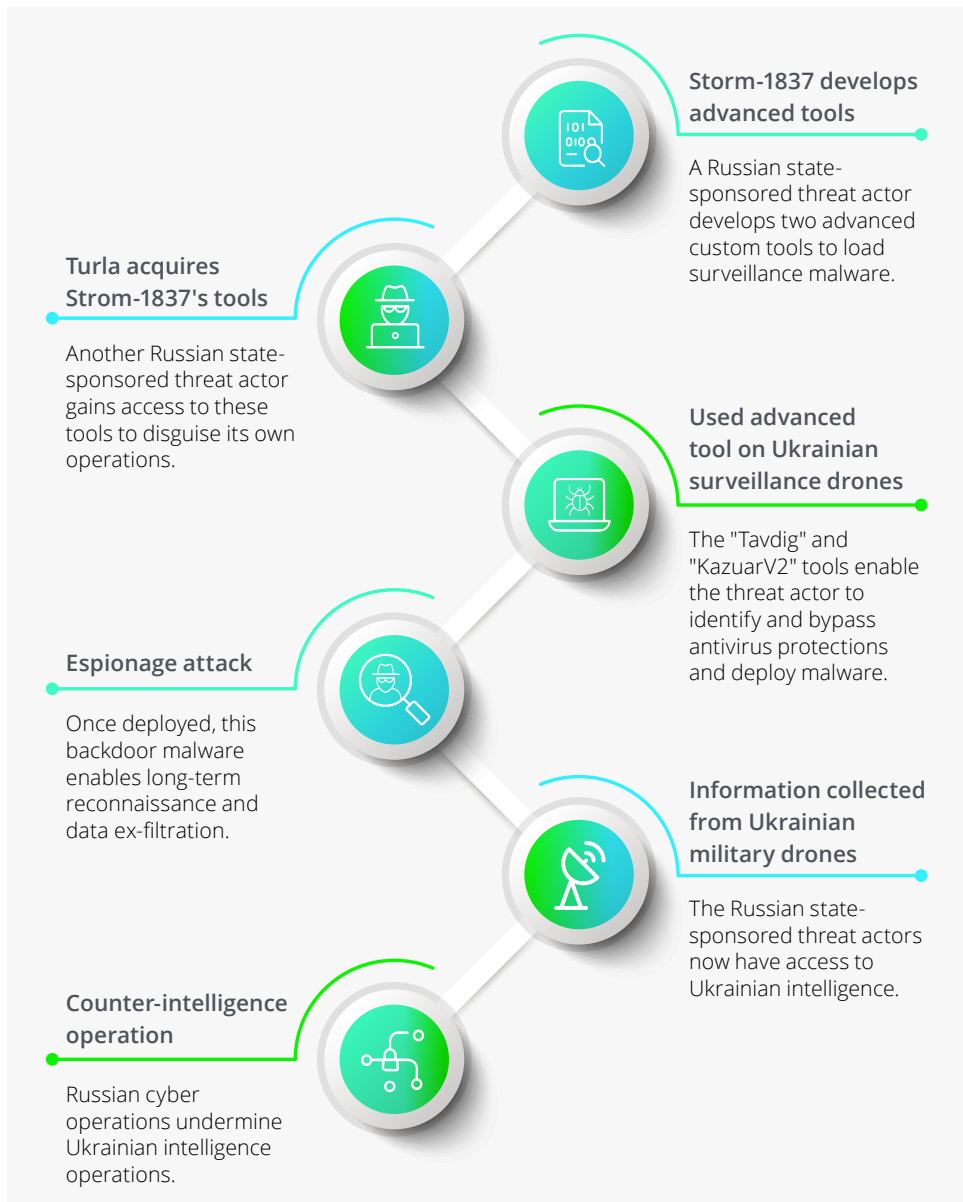 Storm-1837 develops
advanced tools
A Russian state-
sponsored threat actor
develops two advanced
custom tools to load
surveillance malware.
Turla acquires
Strom-1837's tools
Another Russian state-
sponsored threat actor
gains access to these
tools to disguise its own
operations.
Used advanced
tool on Ukrainian
surveillance drones
The "Tavdig" and
"KazuarV2" tools enable
the threat actor to
identify and bypass
antivirus protections
and deploy malware.
Espionage attack
Once deployed, this
backdoor malware
enables long-term
reconnaissance and
data ex-filtration.
Information collected
from Ukrainian
military drones
The Russian state-
sponsored threat actors
now have access to
Ukrainian intelligence.
Counter-intelligence
operation
Russian cyber
operations undermine
Ukrainian intelligence
operations.
101